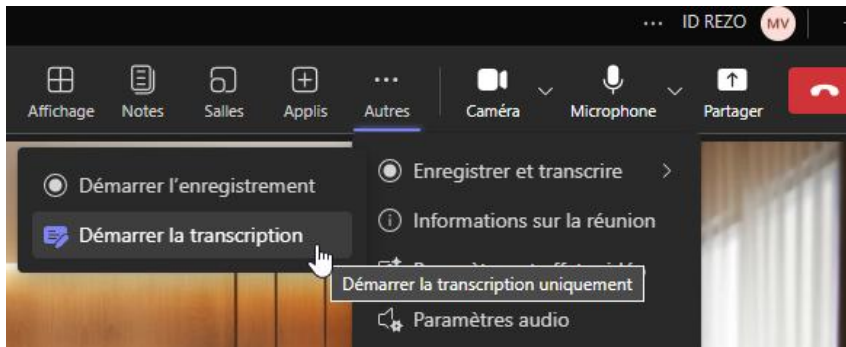 ... ID REZO MV
Affichage Notes Salles Applis Autres Caméra Microphone Partager
Démarrer l'enregistrement
Démarrer la transcription
Enregistrer et transcrire
Informations sur la réunion
Démarrer la transcription uniquement
Paramètres audio